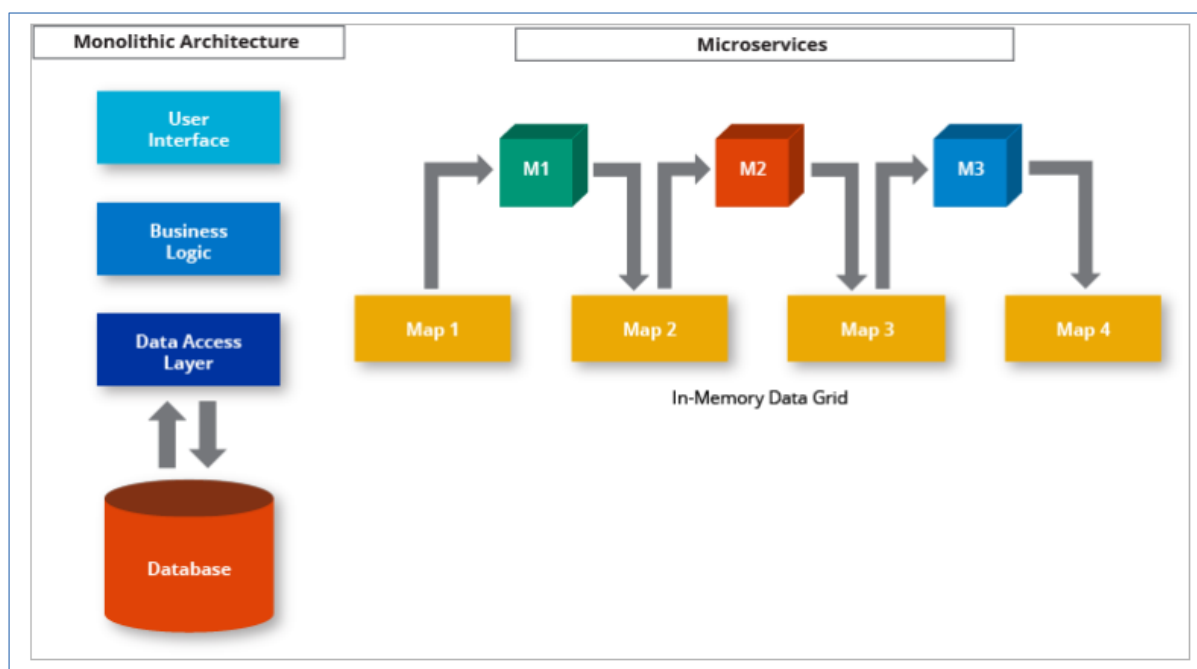 Monolithic Architecture
Microservices
User
Interface
Business
Logic
Data Access
Layer
Database
M1
M2
M3
Map 1
Map 2
Map 3
Map 4
In-Memory Data Grid